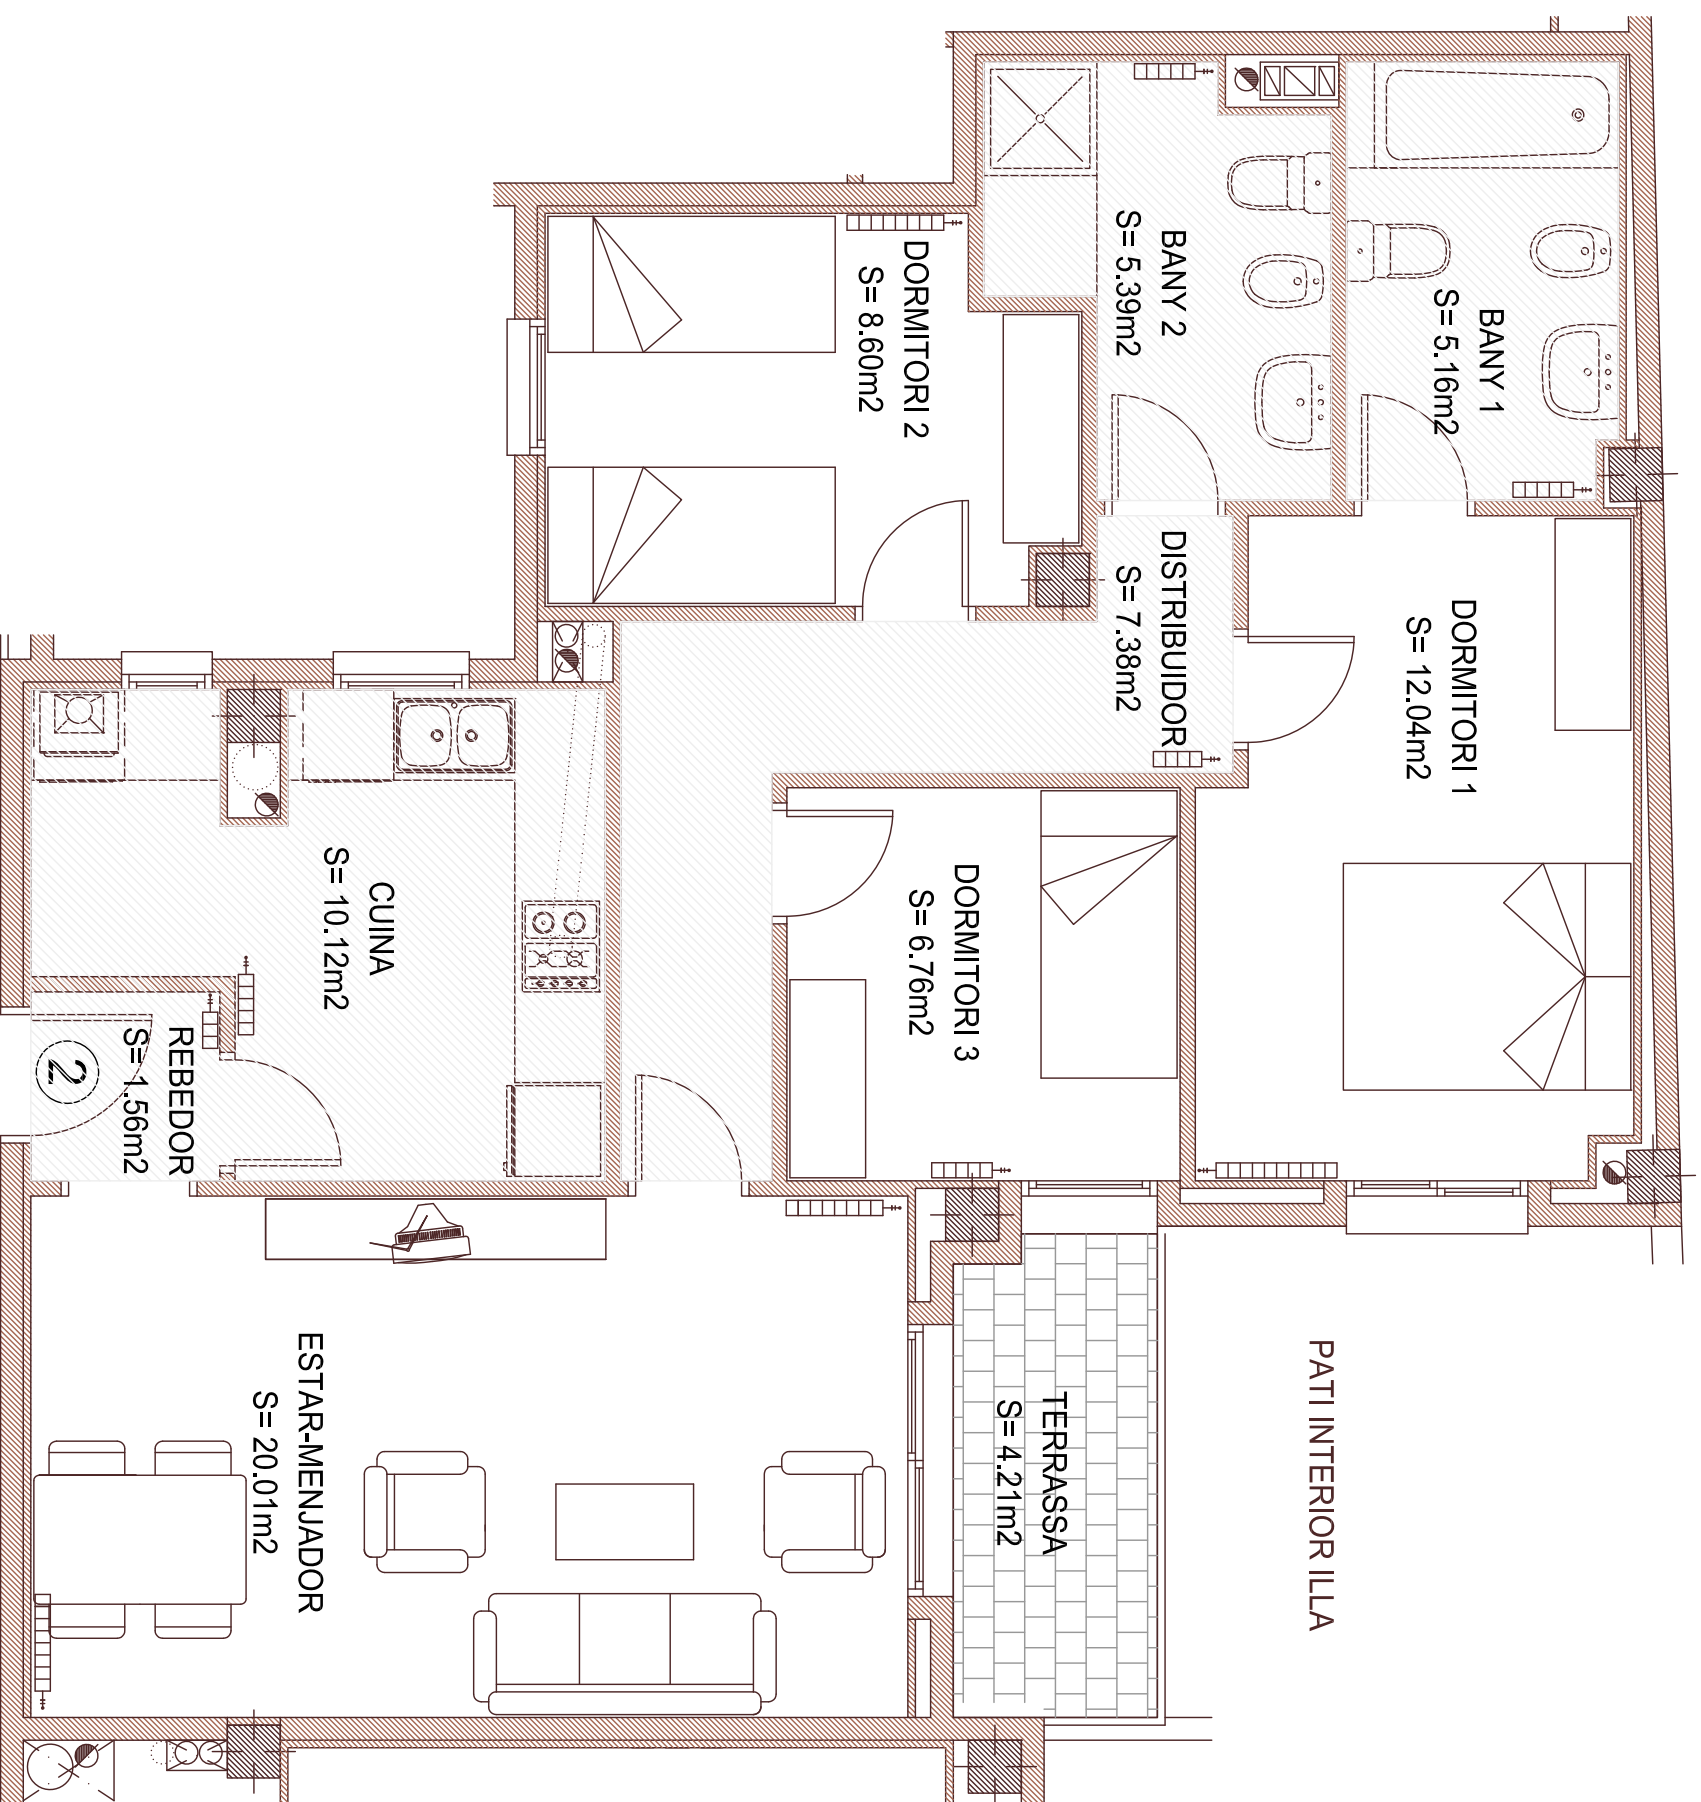 BANY 1
S= 5.16m2
BANY 2
S= 5.39m2
DORMITORI 2
S= 8.60m2
DORMITORI 1
S= 12.04m2
DISTRIBUIDOR
S= 7.38m2
DORMITORI 3
S= 6.76m2
CUINA
S= 10.12m2
REBEDOR
S= 1.56m2
2
PATI INTERIOR ILLA
TERRASSA
S= 4.21m2
ESTAR-MENJADOR
S= 20.01m2